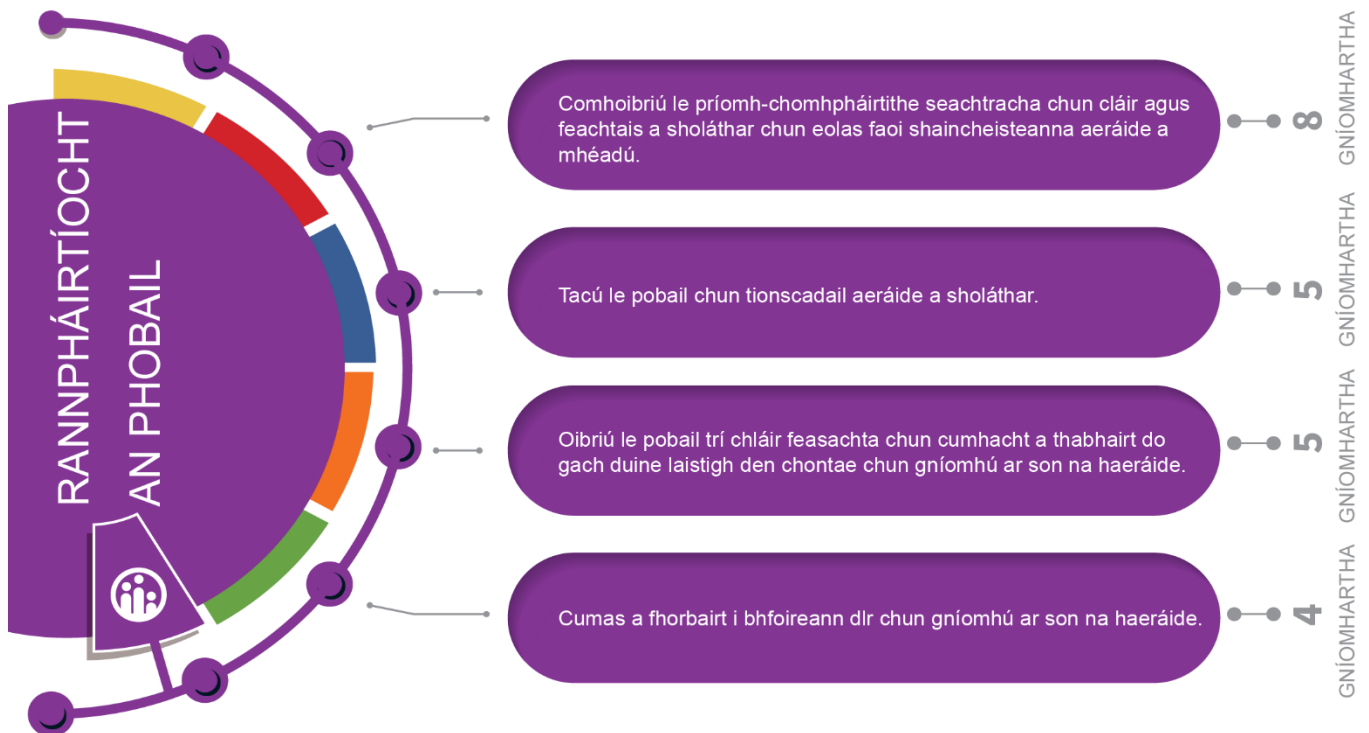 RANNPHÁIRTÍOCHT
AN PHOBAIL
Comhoibriú le príomh-chomhpháirtithe seachtracha chun cláir agus
feachtais a sholáthar chun eolas faoi shaincheisteanna aeráide a
mhéadú.
8
GNÍOMHARTHA
Tacú le pobail chun tionscadail aeráide a sholáthar.
5
GNÍOMHARTHA
Oibriú le pobail trí chláir feasachta chun cumhacht a thabhairt do
gach duine laistigh den chontae chun gníomhú ar son na haeráide.
5
GNÍOMHARTHA
Cumas a fhorbairt i bhfoireann dlr chun gníomhú ar son na haeráide.
4
GNÍOMHARTHA